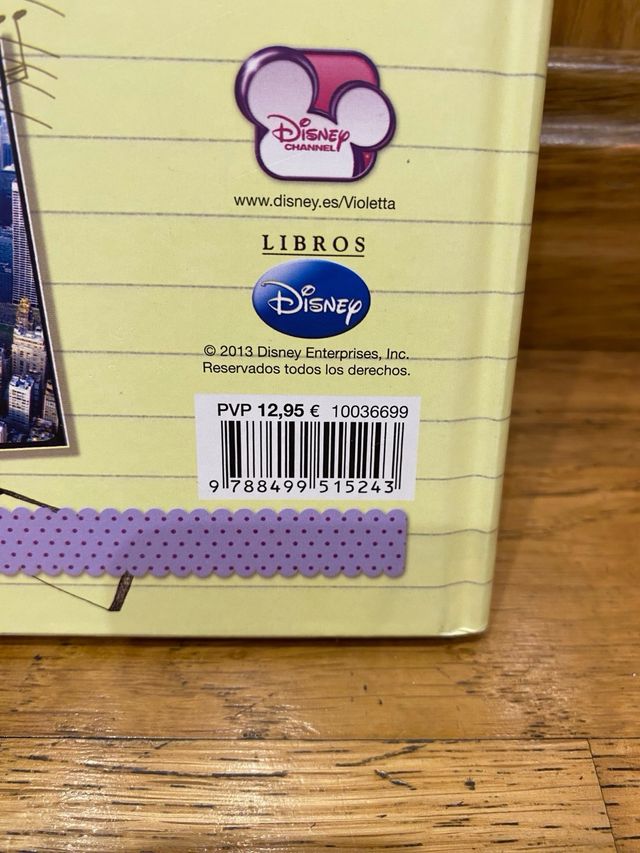 Disney
CHANNEL
www.disney.es/Violetta
LIBROS
Disney
© 2013 Disney Enterprises, Inc.
Reservados todos los derechos.
PVP 12,95 € 10036699
9 788499 515243